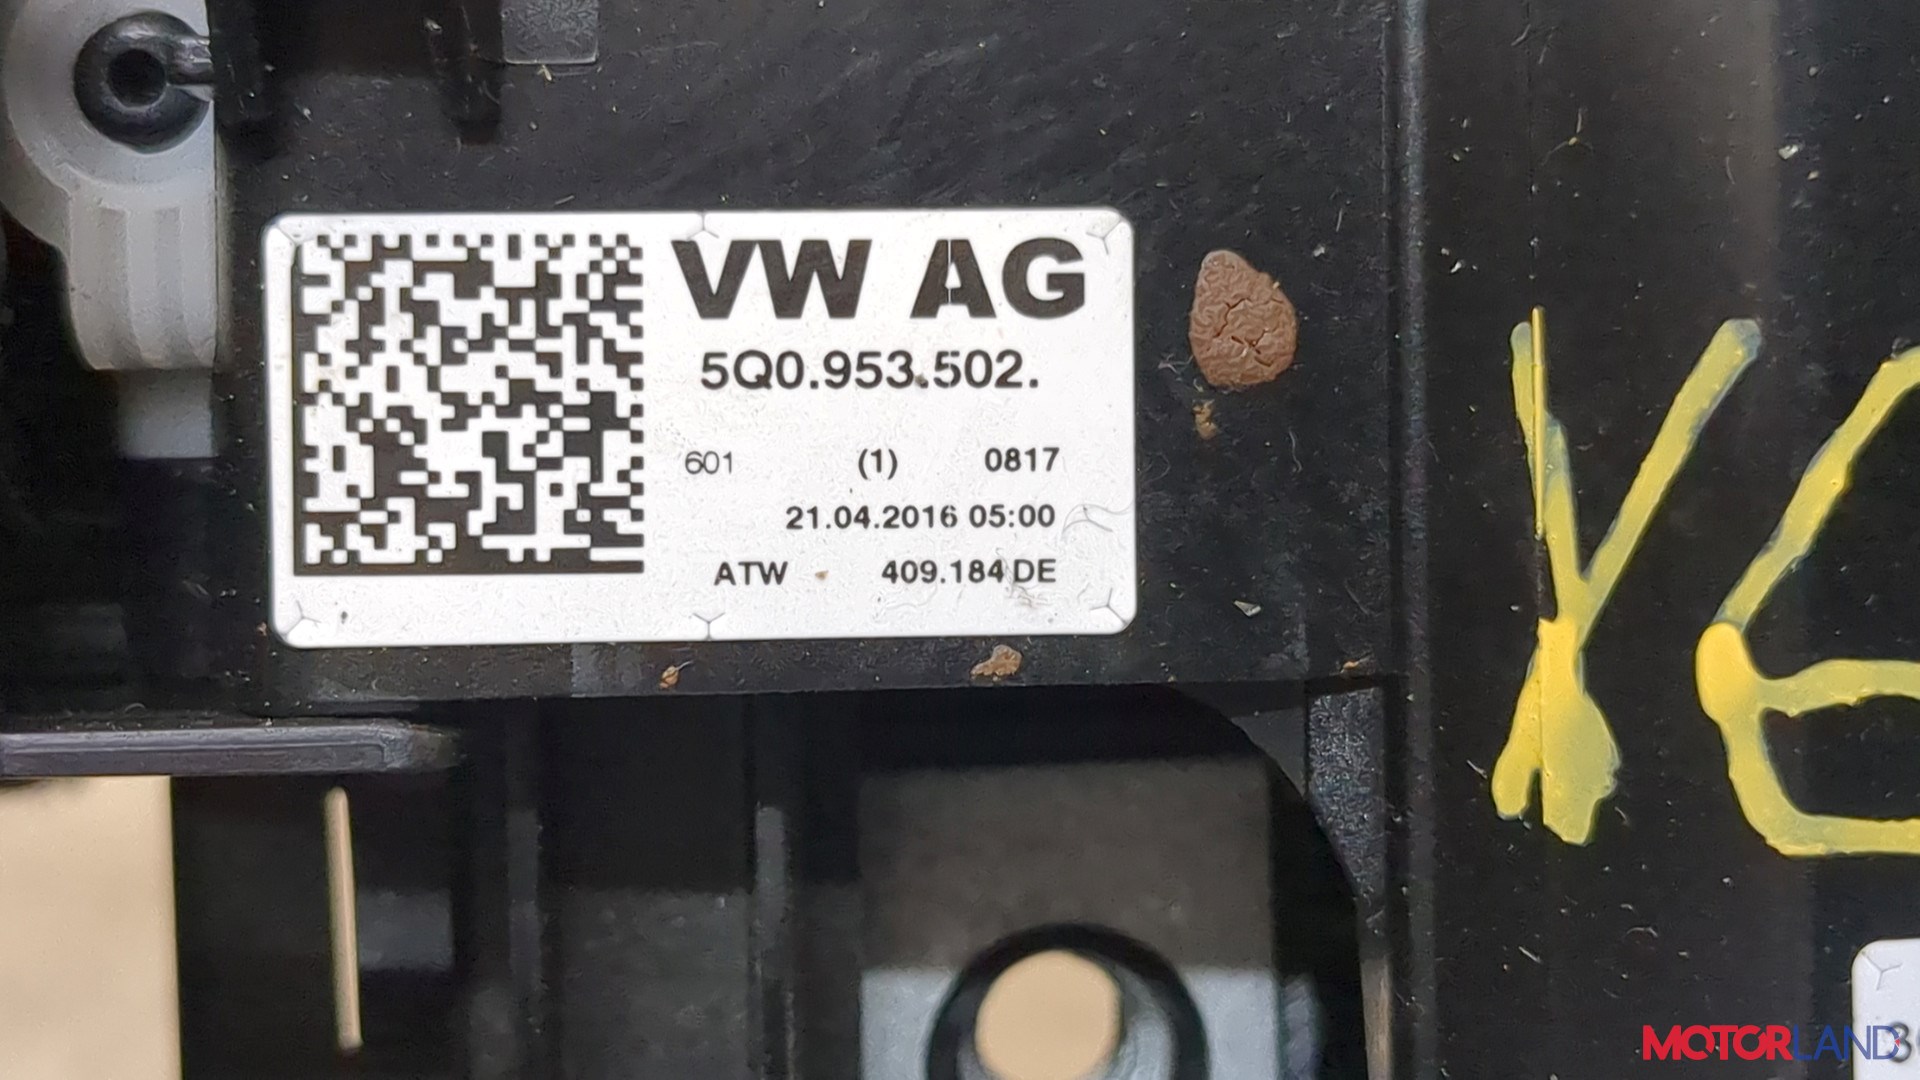 VW AG
5Q0.953.502.
601 (1) 0817
21.04.2016 05:00
ATW 409.184 DE
MOTORLAND